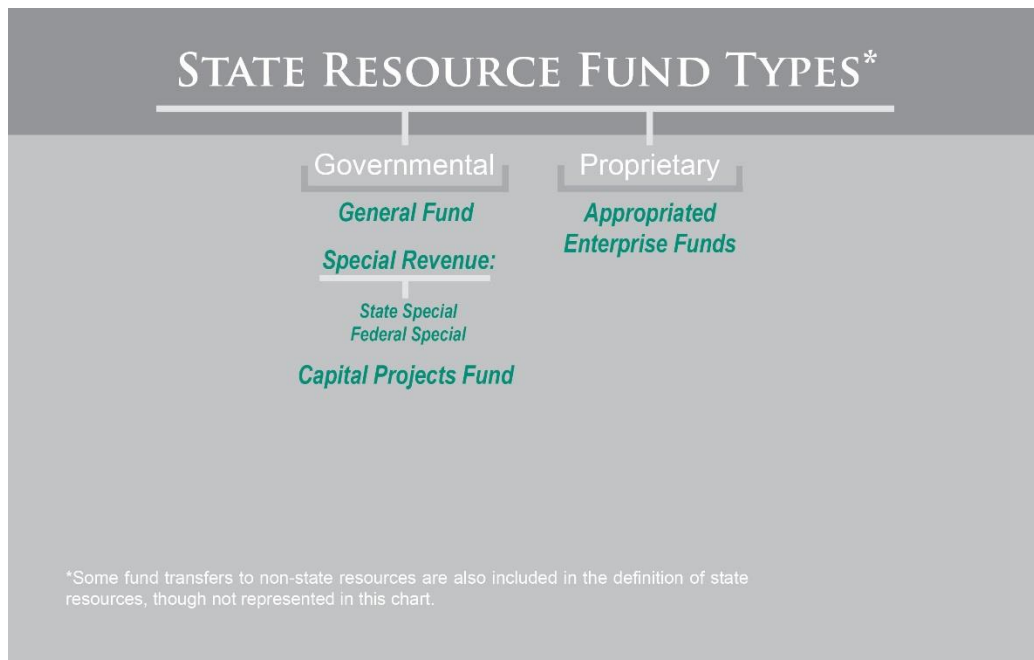 STATE RESOURCE FUND TYPES*
Governmental
General Fund
Special Revenue:
State Special
Federal Special
Capital Projects Fund
Proprietary
Appropriated
Enterprise Funds
*Some fund transfers to non-state resources are also included in the definition of state
resources, though not represented in this chart.